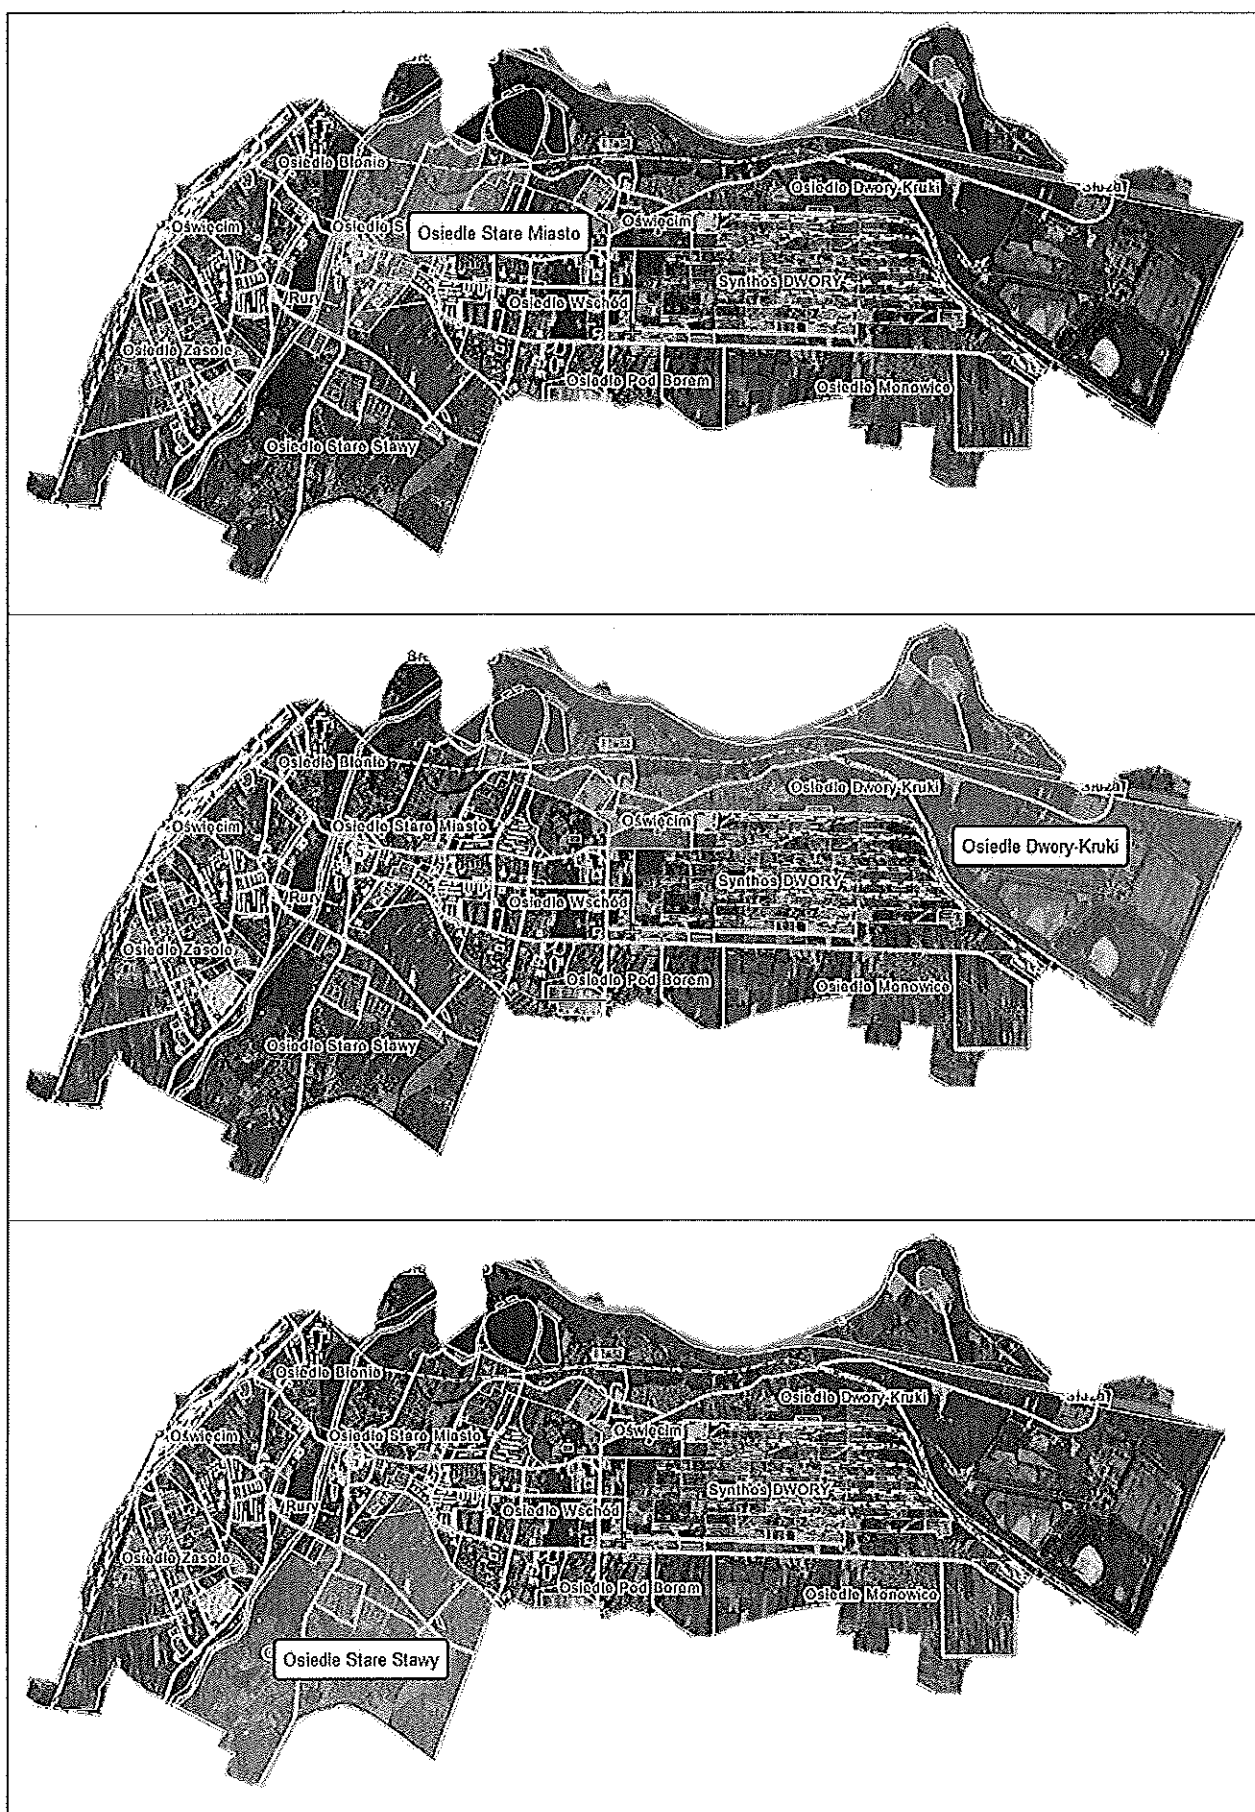 Osiedle Błonie
Osiedle Dwory-Kruki
Oświęcim
Osiedle S
Osiedle Stare Miasto
Oświęcim
Rury
Osiedle Wschód
Synthos DWORY
Osiedle Zasole
Osiedle Pod Borem
Osiedle Monowice
Osiedle Stare Stawy
Osiedle Błonie
Osiedle Dwory-Kruki
Oświęcim
Osiedle Stare Miasto
Oświęcim
Osiedle Dwory-Kruki
Rury
Osiedle Wschód
Synthos DWORY
Osiedle Zasole
Osiedle Pod Borem
Osiedle Monowice
Osiedle Stare Stawy
Osiedle Błonie
Osiedle Dwory-Kruki
Oświęcim
Osiedle Stare Miasto
Oświęcim
Rury
Osiedle Wschód
Synthos DWORY
Osiedle Zasole
Osiedle Pod Borem
Osiedle Monowice
Osiedle Stare Stawy